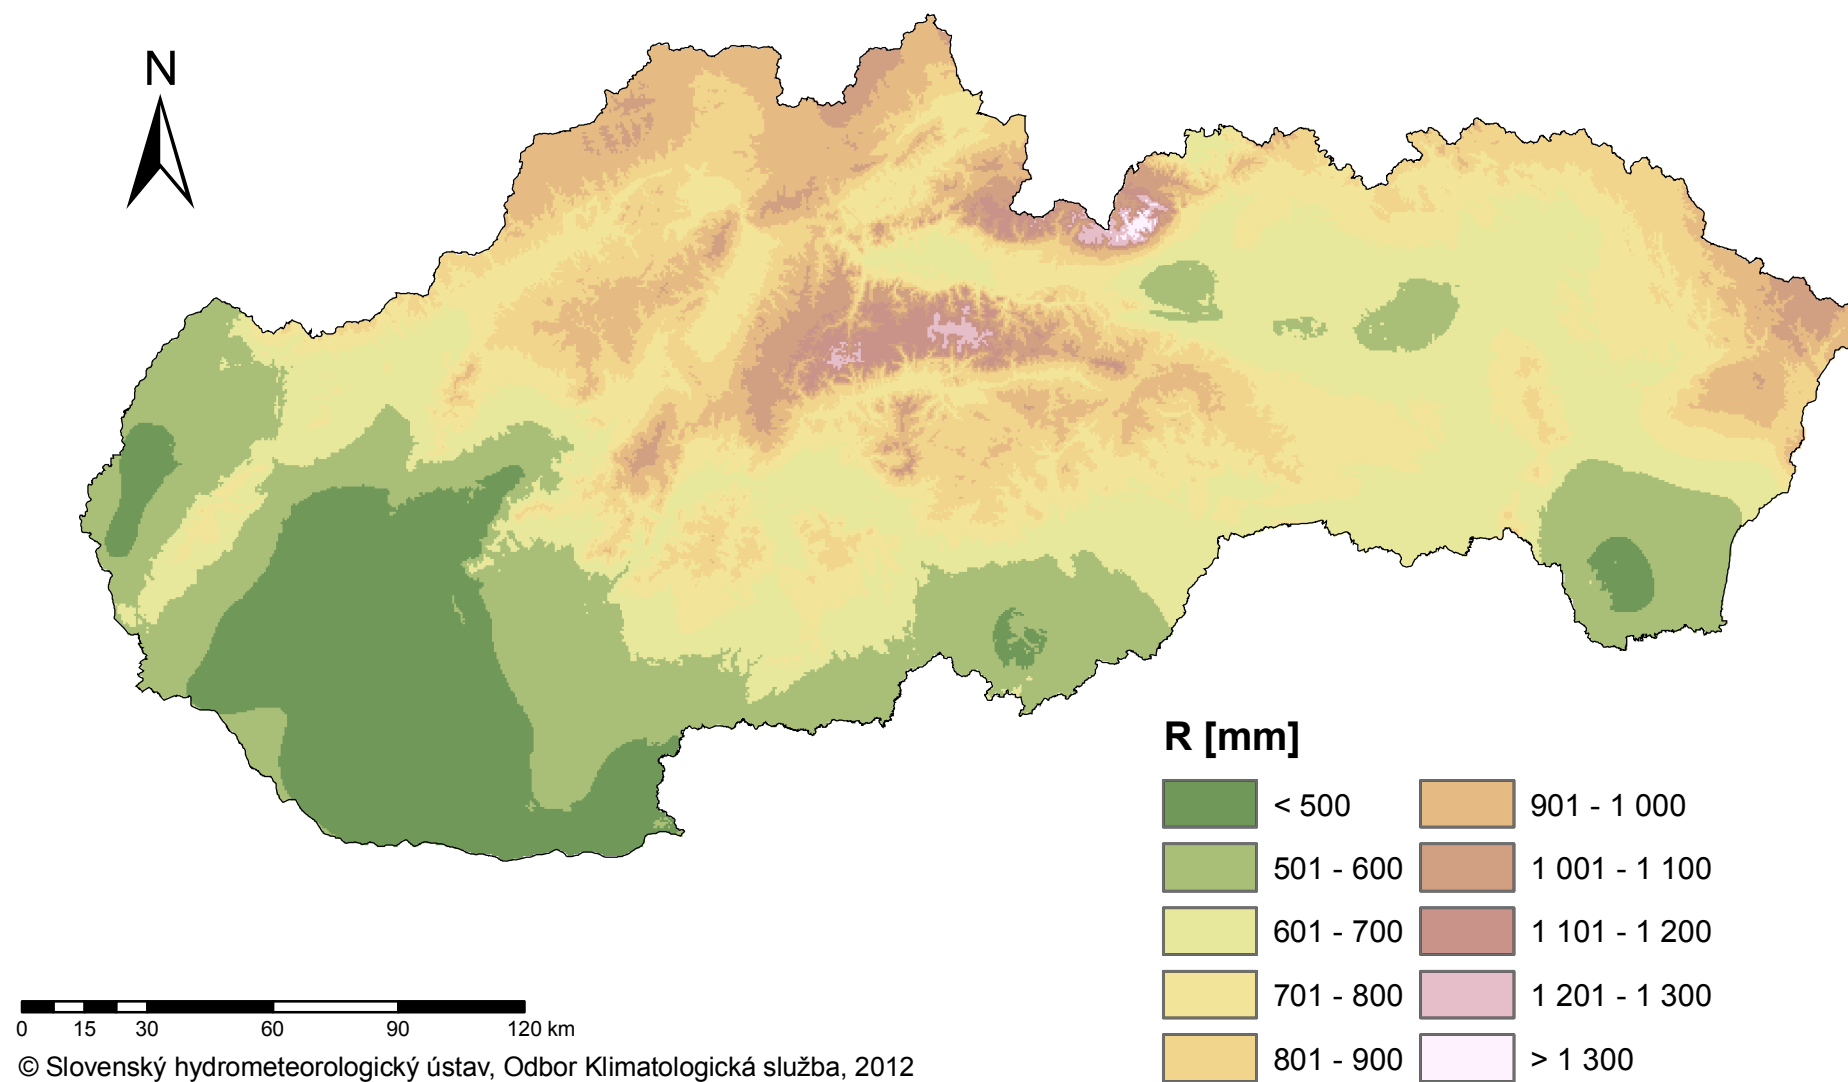 N
R [mm]
< 500
501 - 600
601 - 700
701 - 800
801 - 900
901 - 1 000
1 001 - 1 100
1 101 - 1 200
1 201 - 1 300
> 1 300
0 15 30 60 90 120 km
© Slovenský hydrometeorologický ústav, Odbor Klimatologická služba, 2012